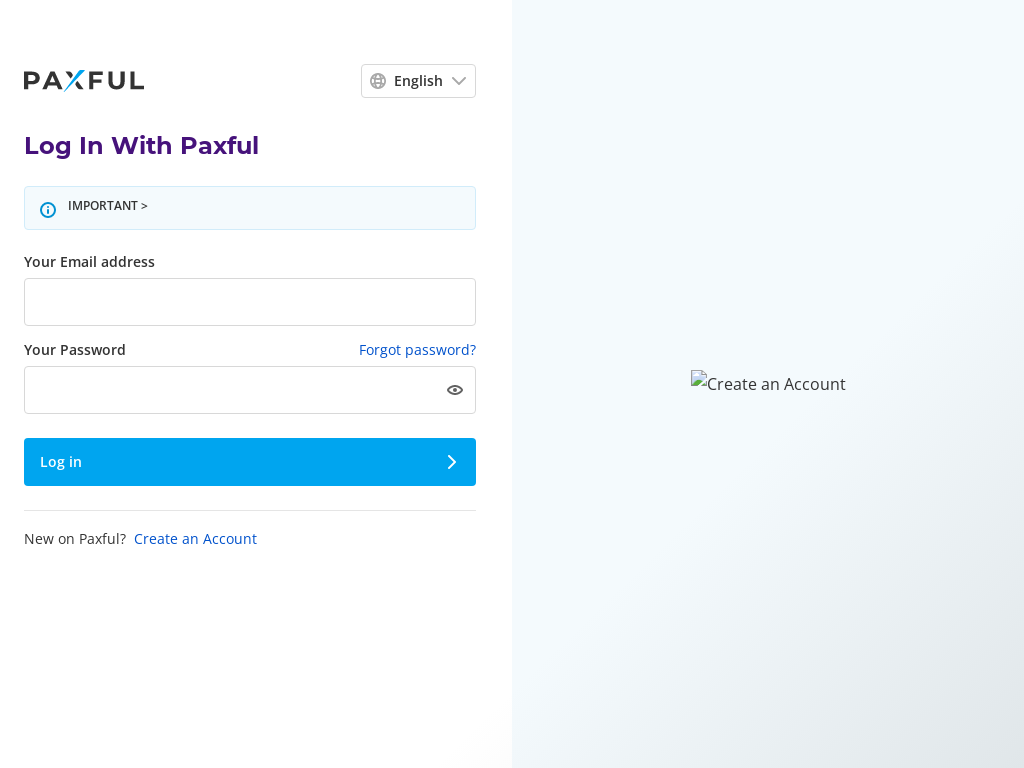 PAXFUL
English
Log In With Paxful
IMPORTANT >
Your Email address
Your Password
Forgot password?
Log in
New on Paxful? Create an Account
Create an Account